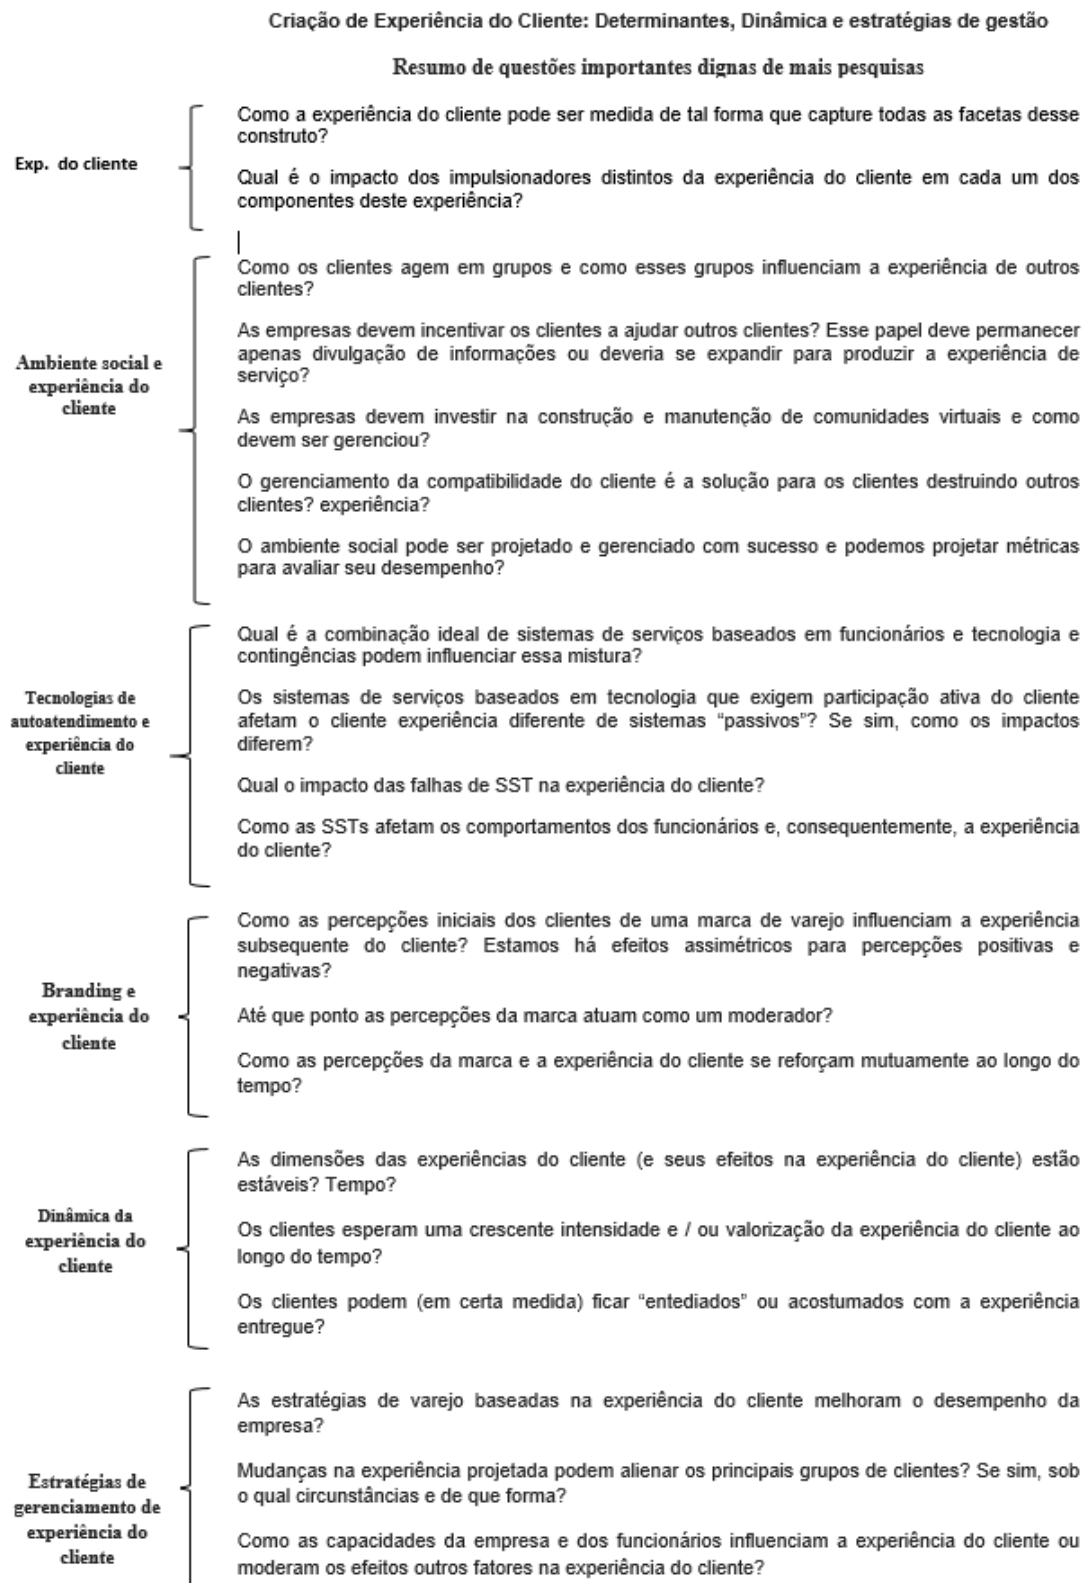 Criação de Experiência do Cliente: Determinantes, Dinâmica e estratégias de gestão
Resumo de questões importantes dignas de mais pesquisas
Exp. do cliente
Como a experiência do cliente pode ser medida de tal forma que capture todas as facetas desse
construto?
Qual é o impacto dos impulsionadores distintos da experiência do cliente em cada um dos
componentes deste experiência?
Ambiente social e
experiência do
cliente
Como os clientes agem em grupos e como esses grupos influenciam a experiência de outros
clientes?
As empresas devem incentivar os clientes a ajudar outros clientes? Esse papel deve permanecer
apenas divulgação de informações ou deveria se expandir para produzir a experiência de
serviço?
As empresas devem investir na construção e manutenção de comunidades virtuais e como
devem ser gerenciou?
O gerenciamento da compatibilidade do cliente é a solução para os clientes destruindo outros
clientes? experiência?
O ambiente social pode ser projetado e gerenciado com sucesso e podemos projetar métricas
para avaliar seu desempenho?
Tecnologias de
autoatendimento e
experiência do
cliente
Qual é a combinação ideal de sistemas de serviços baseados em funcionários e tecnologia e
contingências podem influenciar essa mistura?
Os sistemas de serviços baseados em tecnologia que exigem participação ativa do cliente
afetam o cliente experiência diferente de sistemas “passivos”? Se sim, como os impactos
diferem?
Qual o impacto das falhas de SST na experiência do cliente?
Como as SSTs afetam os comportamentos dos funcionários e, consequentemente, a experiência
do cliente?
Branding e
experiência do
cliente
Como as percepções iniciais dos clientes de uma marca de varejo influenciam a experiência
subsequente do cliente? Estamos há efeitos assimétricos para percepções positivas e
negativas?
Até que ponto as percepções da marca atuam como um moderador?
Como as percepções da marca e a experiência do cliente se reforçam mutuamente ao longo do
tempo?
Dinâmica da
experiência do
cliente
As dimensões das experiências do cliente (e seus efeitos na experiência do cliente) estão
estáveis? Tempo?
Os clientes esperam uma crescente intensidade e / ou valorização da experiência do cliente ao
longo do tempo?
Os clientes podem (em certa medida) ficar “entediados” ou acostumados com a experiência
entregue?
Estratégias de
gerenciamento de
experiência do
cliente
As estratégias de varejo baseadas na experiência do cliente melhoram o desempenho da
empresa?
Mudanças na experiência projetada podem alienar os principais grupos de clientes? Se sim, sob
o qual circunstâncias e de que forma?
Como as capacidades da empresa e dos funcionários influenciam a experiência do cliente ou
moderam os efeitos outros fatores na experiência do cliente?